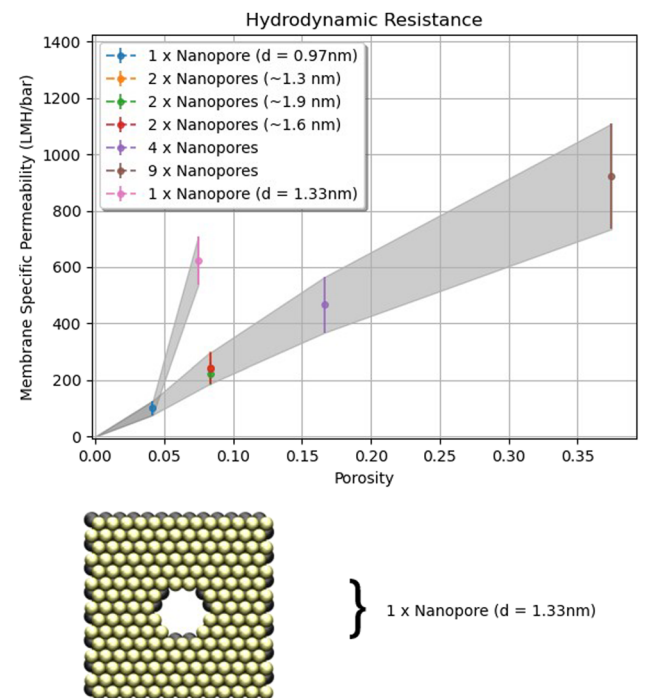 Hydrodynamic Resistance
1400
1200
1000
800
600
400
200
0
Membrane Specific Permeability (LMH/bar)
1 x Nanopore (d = 0.97nm)
2 x Nanopores (~1.3 nm)
2 x Nanopores (~1.9 nm)
2 x Nanopores (~1.6 nm)
4 x Nanopores
9 x Nanopores
1 x Nanopore (d = 1.33nm)
0.00 0.05 0.10 0.15 0.20 0.25 0.30 0.35
Porosity
} 1 x Nanopore (d = 1.33nm)